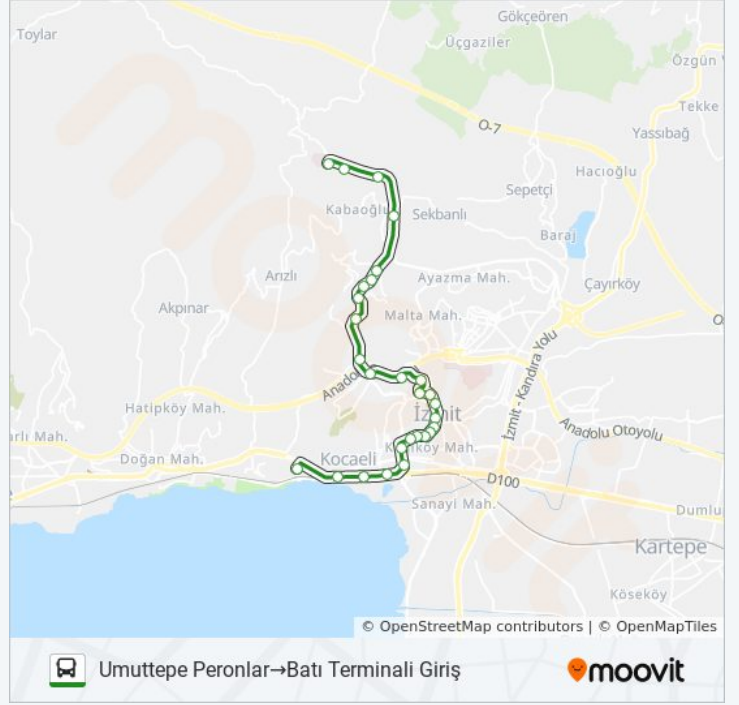 Toylar
Gökçeören
Üçgaziler
Özgün
Tekke
O-7
Yassıbağ
Hacıoğlu
Sepetçi
Kabaoğlu
Sekbanlı
Baraj
Arızlı
Ayazma Mah.
Çayırköy
Akpınar
Malta Mah.
O
İzmit - Kandıra Yolu
Anado
Hatipköy Mah.
İzmit
Anadolu Otoyolu
arlı Mah.
Doğan Mah.
Kocaeli
köy Mah.
D100
Sanayi Mah.
Dumlu
Kartepe
Köseköy
© OpenStreetMap contributors | © OpenMapTiles
Umuttepe Peronlar→Batı Terminali Giriş
moovit